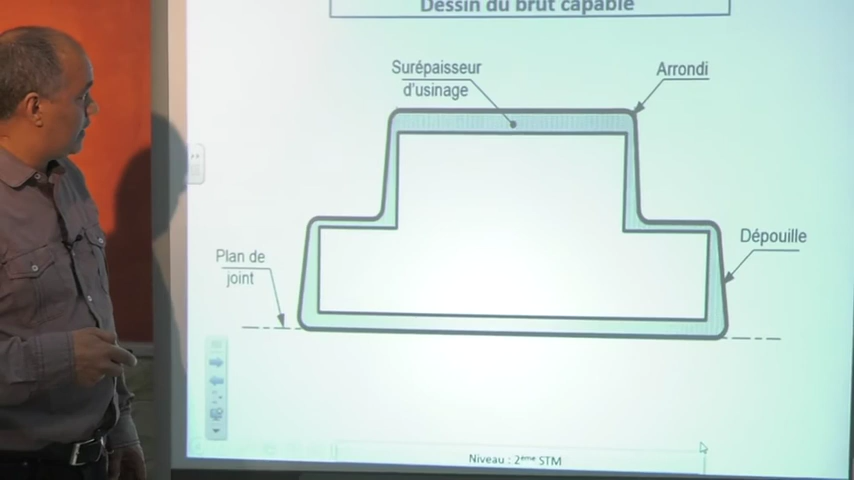 Dessin du brut capable
Surépaisseur
d'usinage
Arrondi
Dépouille
Plan de
joint
Niveau : 2ème STM